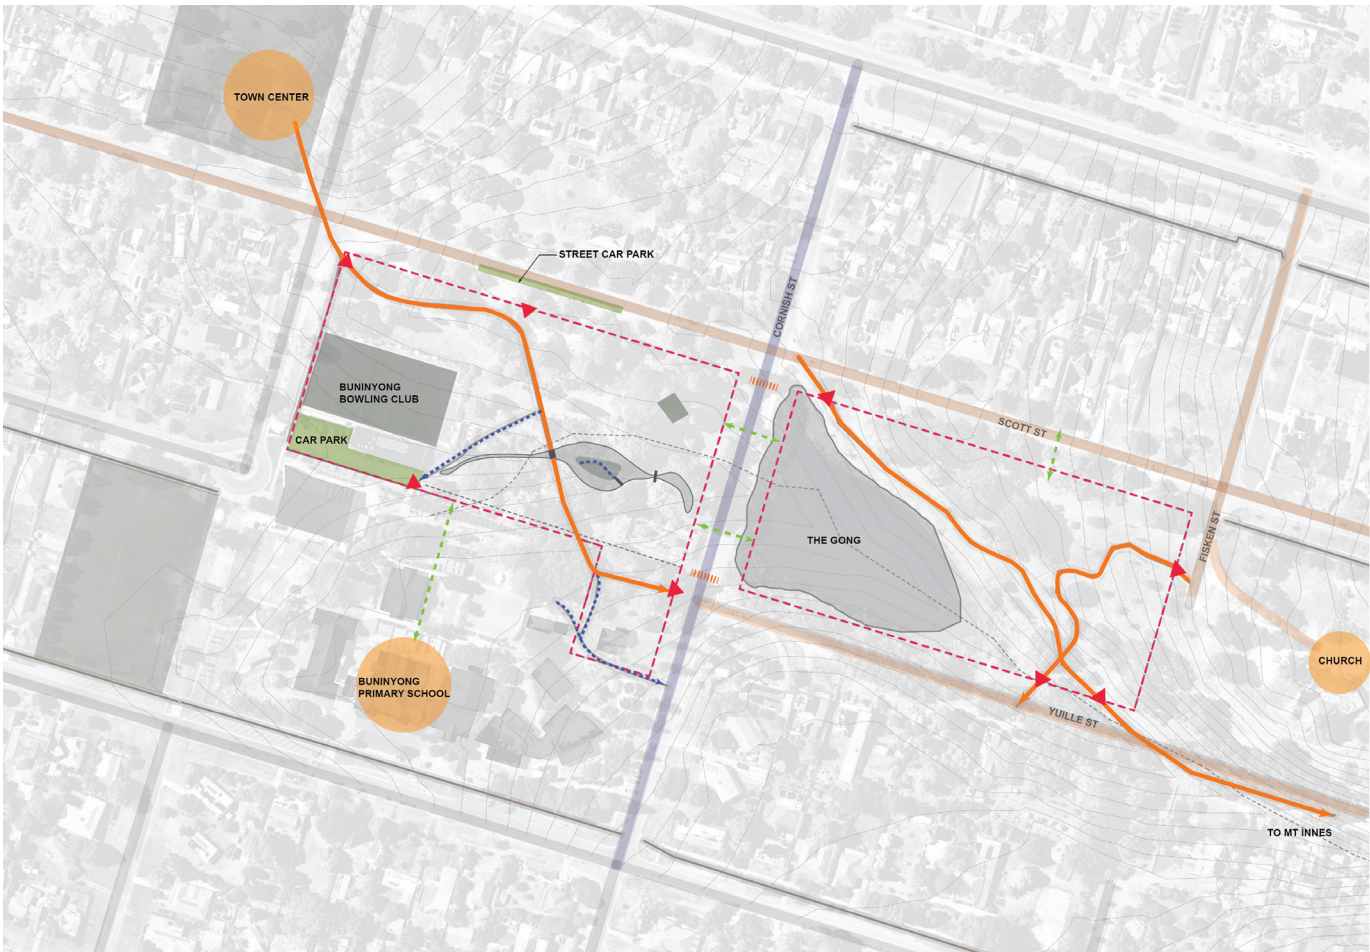 TOWN CENTER
STREET CAR PARK
CORNISH ST
BUNINYONG
BOWLING CLUB
CAR PARK
SCOTT ST
THE GONG
FISKEN ST
CHURCH
BUNINYONG
PRIMARY SCHOOL
YUILLE ST
TO MT INNES